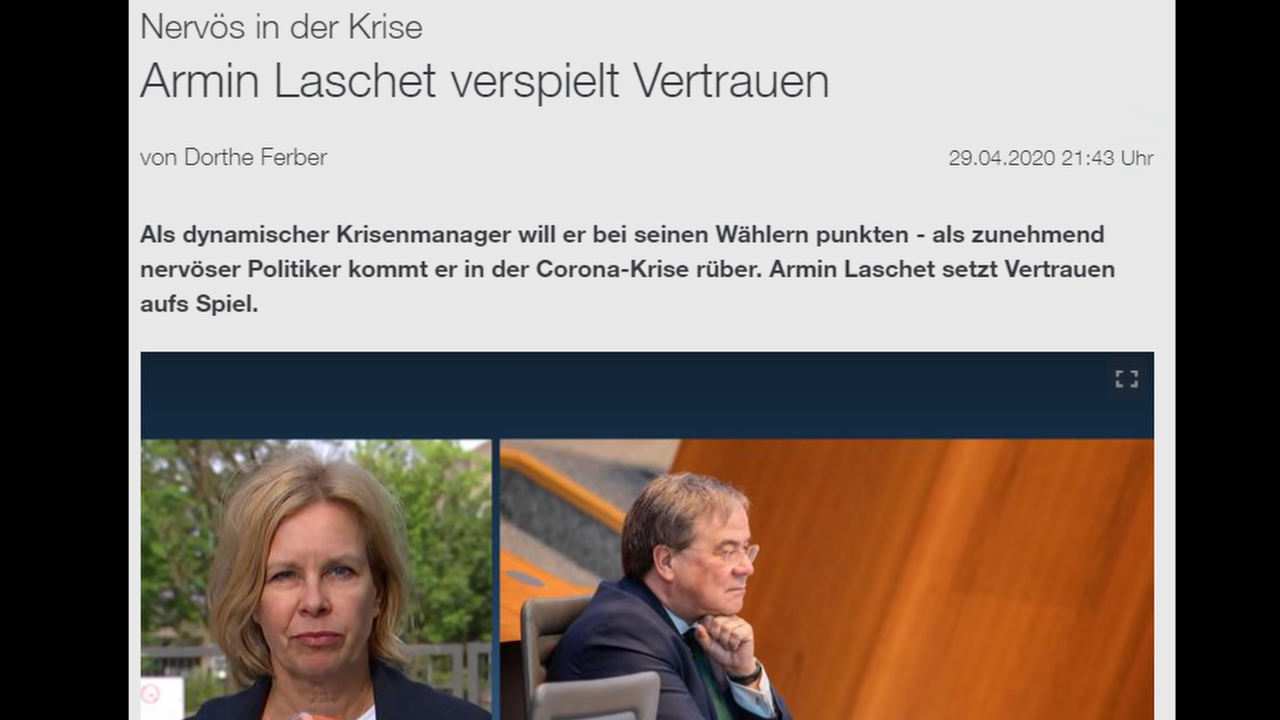 Nervös in der Krise
Armin Laschet verspielt Vertrauen
von Dorthe Ferber
29.04.2020 21:43 Uhr
Als dynamischer Krisenmanager will er bei seinen Wählern punkten - als zunehmend
nervöser Politiker kommt er in der Corona-Krise rüber. Armin Laschet setzt Vertrauen
aufs Spiel.